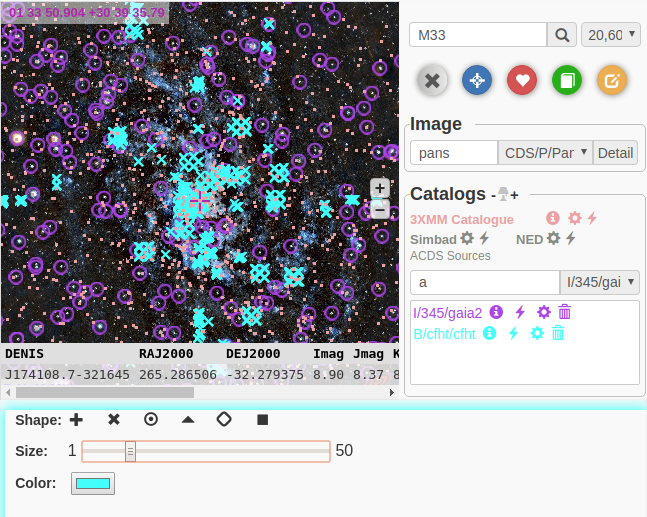 01 33 50.904 +30 39 35.79
M33
20,60
Image
pans
CDS/P/Pan
Detail
Catalogs - +
3XMM Catalogue
Simbad NED
ACDS Sources
a
I/345/gai
I/345/gaia2
B/cfht/cfht
+
−
DENIS RAJ2000 DEJ2000 Imag Jmag K
J174108.7-321645 265.286506 -32.279375 8.90 8.37 8
Shape:
Size: 1 50
Color: